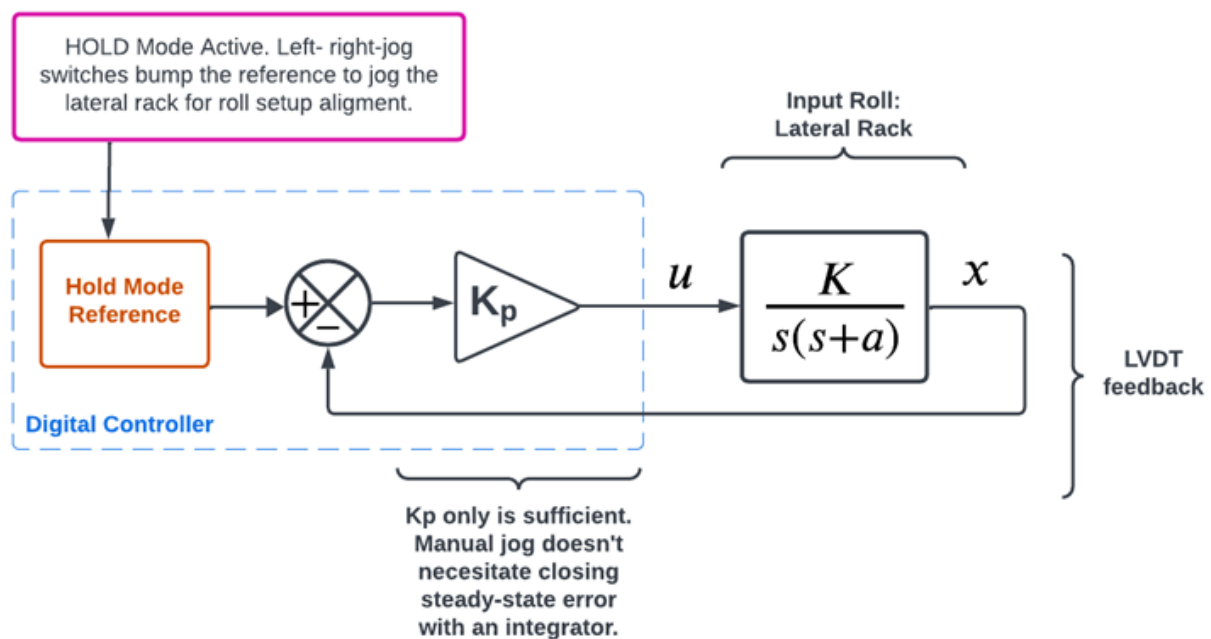 HOLD Mode Active. Left- right-jog
switches bump the reference to jog the
lateral rack for roll setup aligment.
Input Roll:
Lateral Rack
Hold Mode
Reference
+
−
Kp
u
K
s(s+a)
x
LVDT
feedback
Digital Controller
Kp only is sufficient.
Manual jog doesn't
necesitate closing
steady-state error
with an integrator.